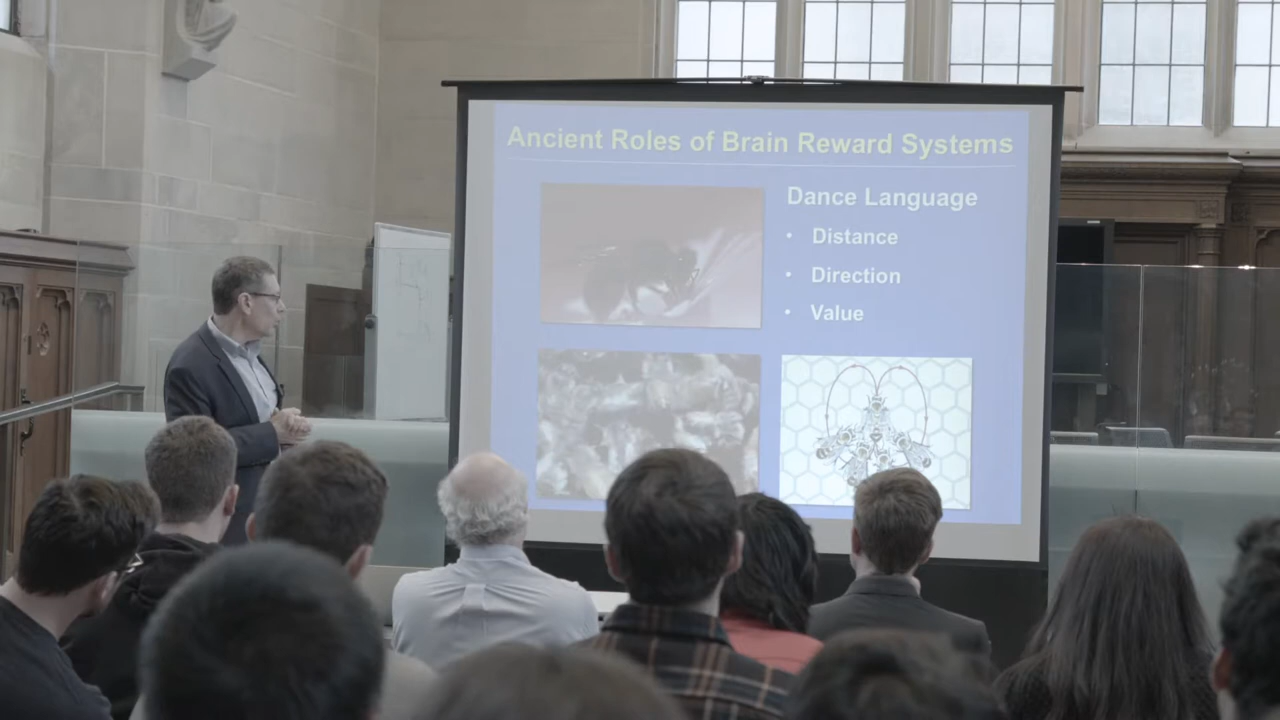 Ancient Roles of Brain Reward Systems
Dance Language
• Distance
• Direction
• Value